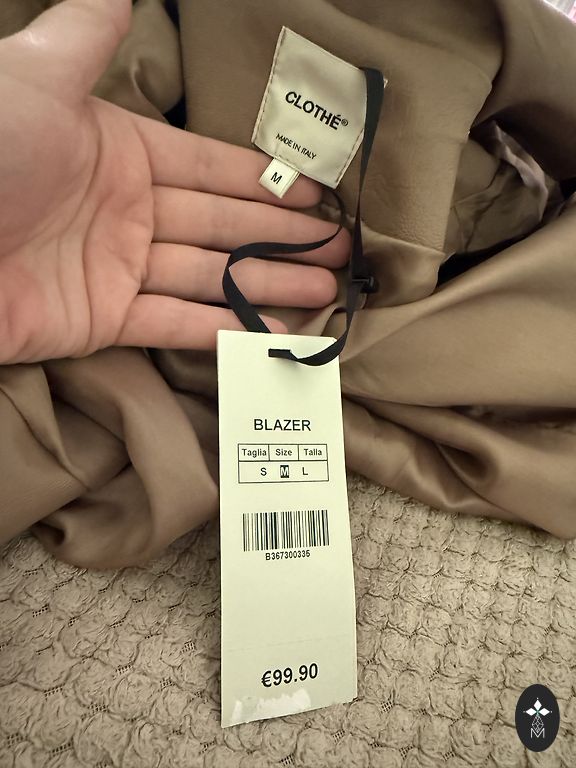 CLOTHÉ®
MADE IN ITALY
M
BLAZER
Taglia Size Talla
S M L
B367300335
€99.90